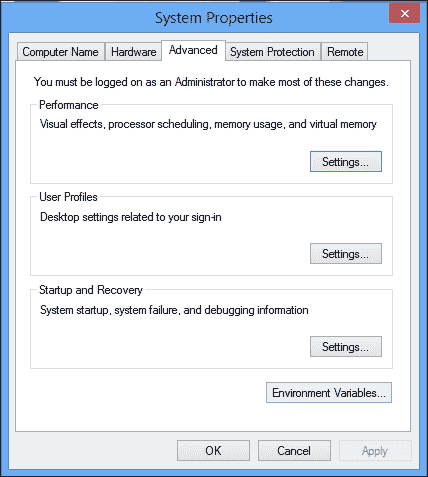 System Properties
Computer Name Hardware Advanced System Protection Remote
You must be logged on as an Administrator to make most of these changes.
Performance
Visual effects, processor scheduling, memory usage, and virtual memory
Settings...
User Profiles
Desktop settings related to your sign-in
Settings...
Startup and Recovery
System startup, system failure, and debugging information
Settings...
Environment Variables...
OK Cancel Apply